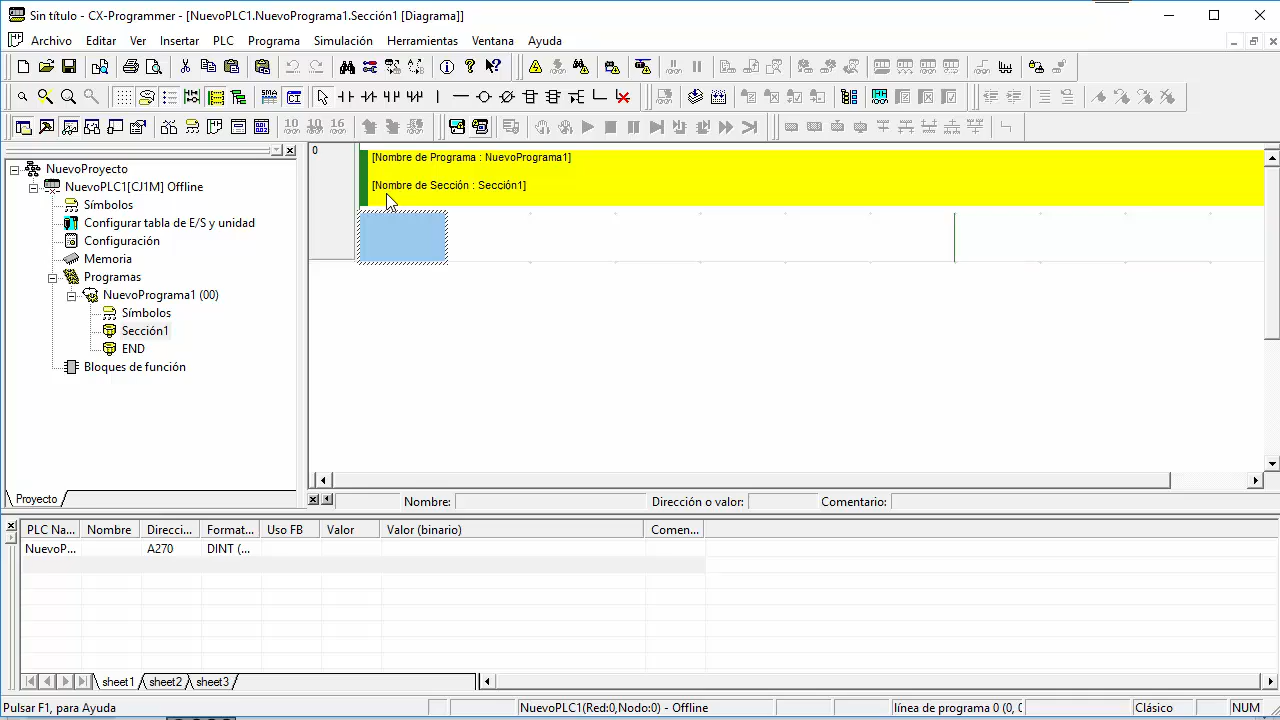 Sin título - CX-Programmer - [NuevoPLC1.NuevoPrograma1.Sección1 [Diagrama]]
Archivo Editar Ver Insertar PLC Programa Simulación Herramientas Ventana Ayuda
10 10 16
NuevoProyecto
NuevoPLC1[CJ1M] Offline
Símbolos
Configurar tabla de E/S y unidad
Configuración
Memoria
Programas
NuevoPrograma1 (00)
Símbolos
Sección1
END
Bloques de función
Proyecto
0
[Nombre de Programa : NuevoPrograma1]
[Nombre de Sección : Sección1]
Nombre: Dirección o valor: Comentario:
PLC Na... Nombre Direcci... Format... Uso FB Valor Valor (binario) Comen...
NuevoP... A270 DINT (...
sheet1 sheet2 sheet3
Pulsar F1, para Ayuda NuevoPLC1(Red:0,Nodo:0) - Offline línea de programa 0 (0, Clásico NUM